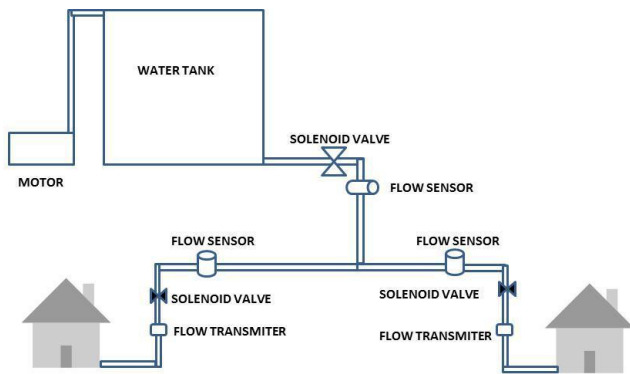 WATER TANK
SOLENOID VALVE
MOTOR
FLOW SENSOR
FLOW SENSOR
FLOW SENSOR
SOLENOID VALVE
SOLENOID VALVE
FLOW TRANSMITER
FLOW TRANSMITER